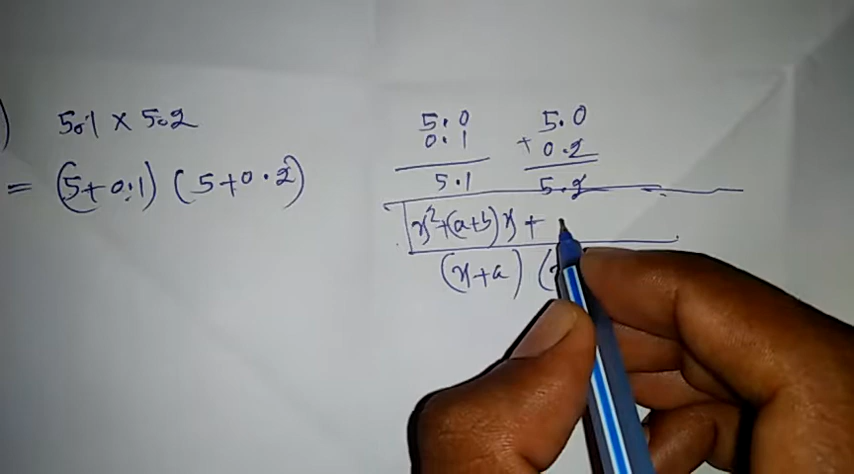 ) 5.1 × 5.2
= (5+0.1) (5+0.2)
5.0
0.1
5.1
5.0
+ 0.2
5.2
x²+(a+b)x+
(x+a) (